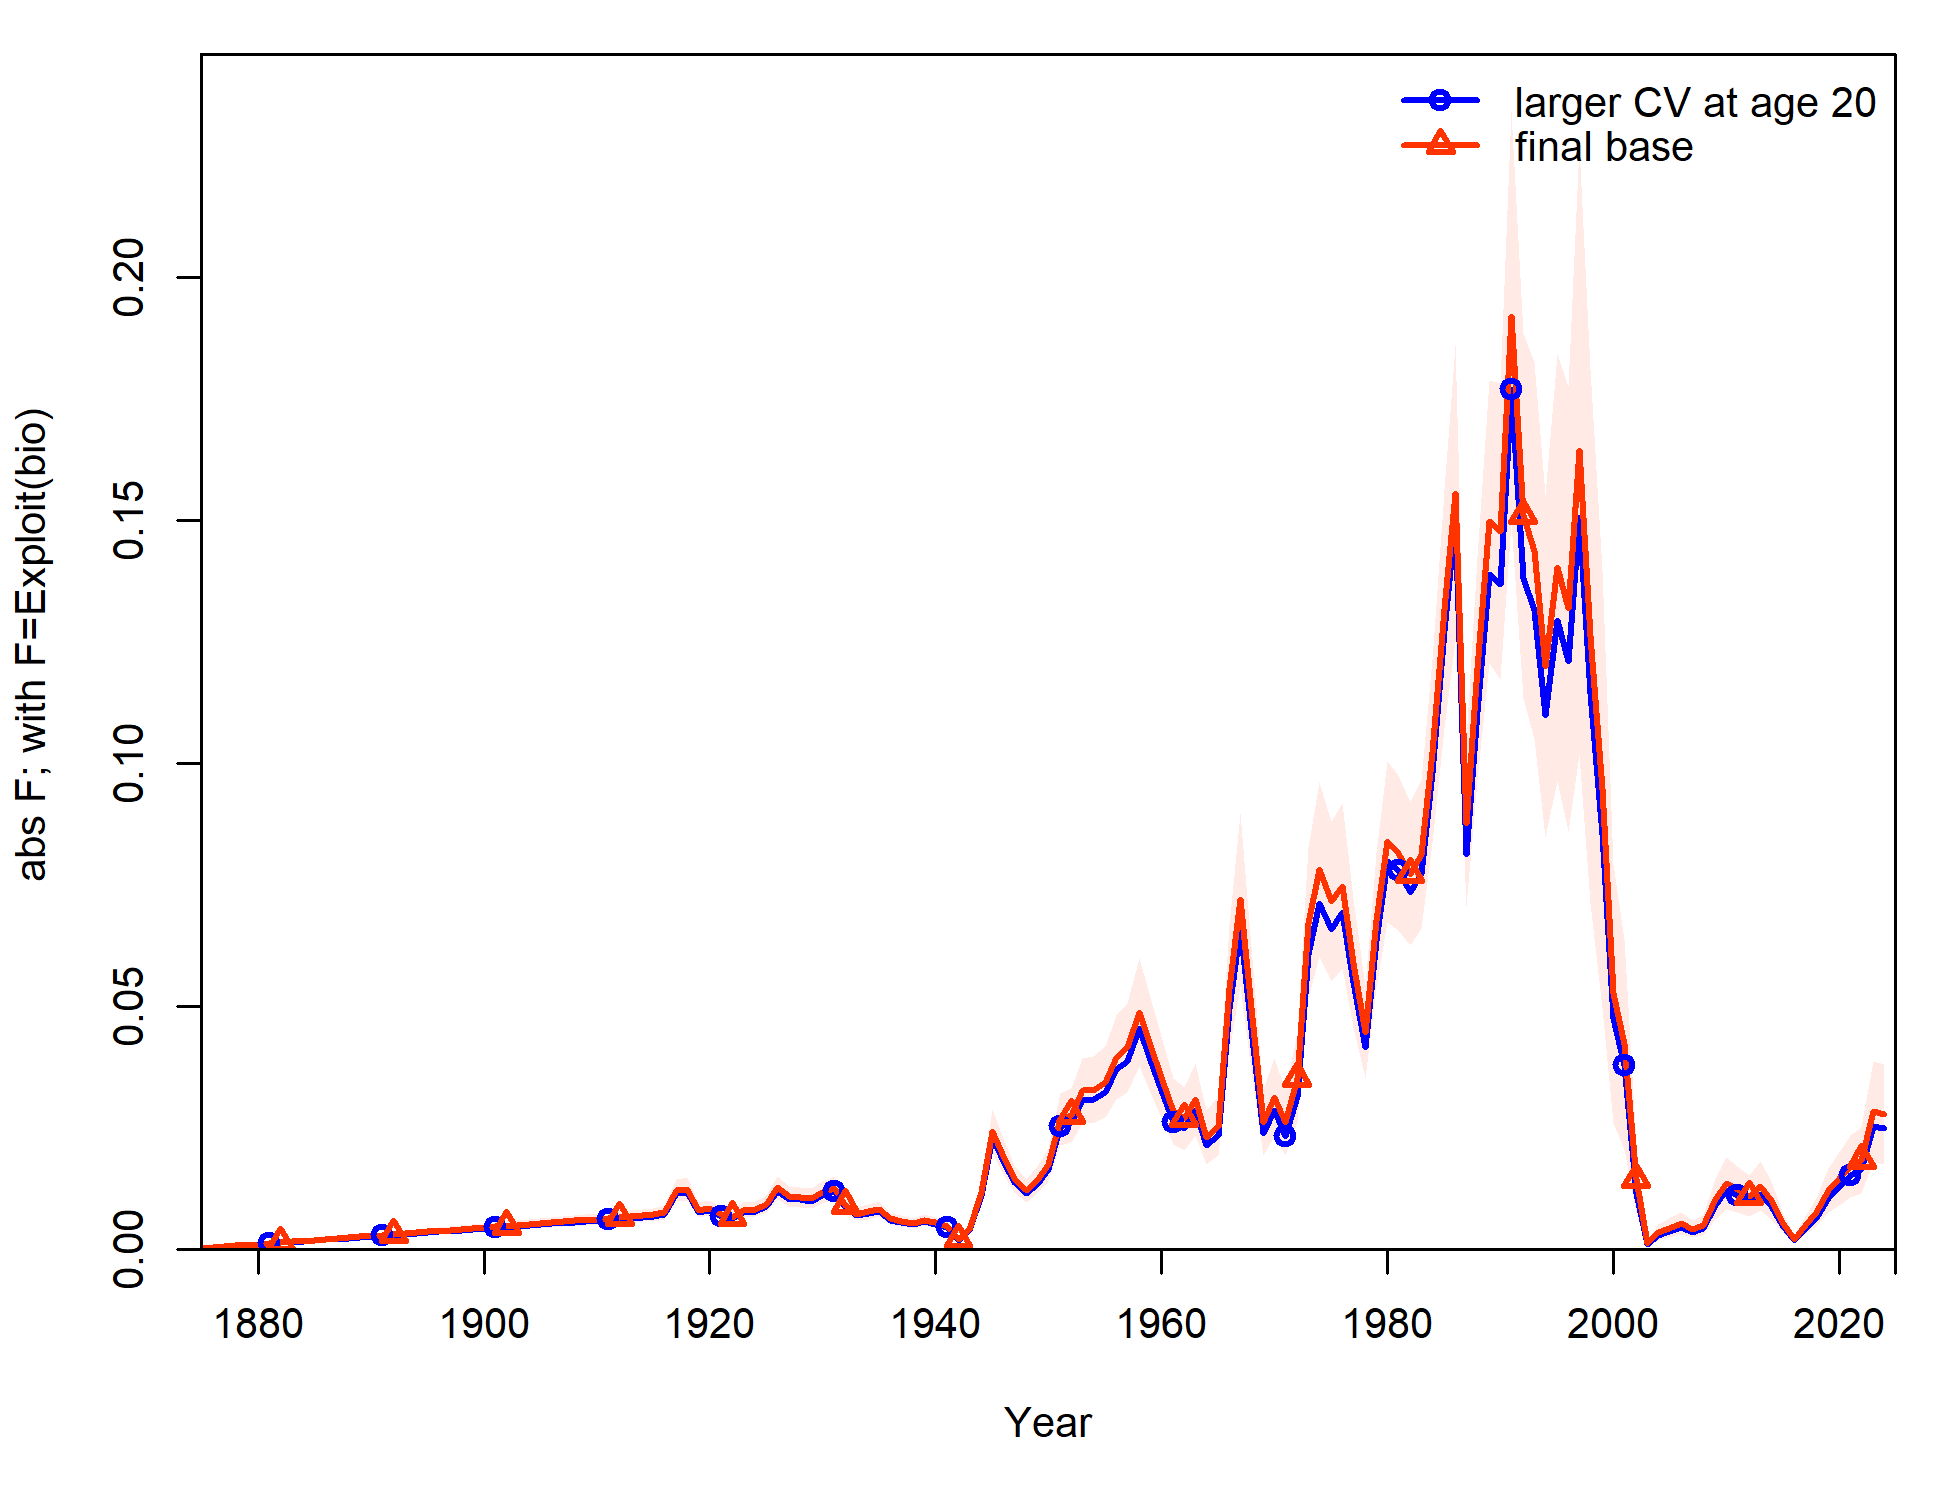 larger CV at age 20
final base
abs F; with F=Exploit(bio)
0.20
0.15
0.10
0.05
0.00
1880 1900 1920 1940 1960 1980 2000 2020
Year